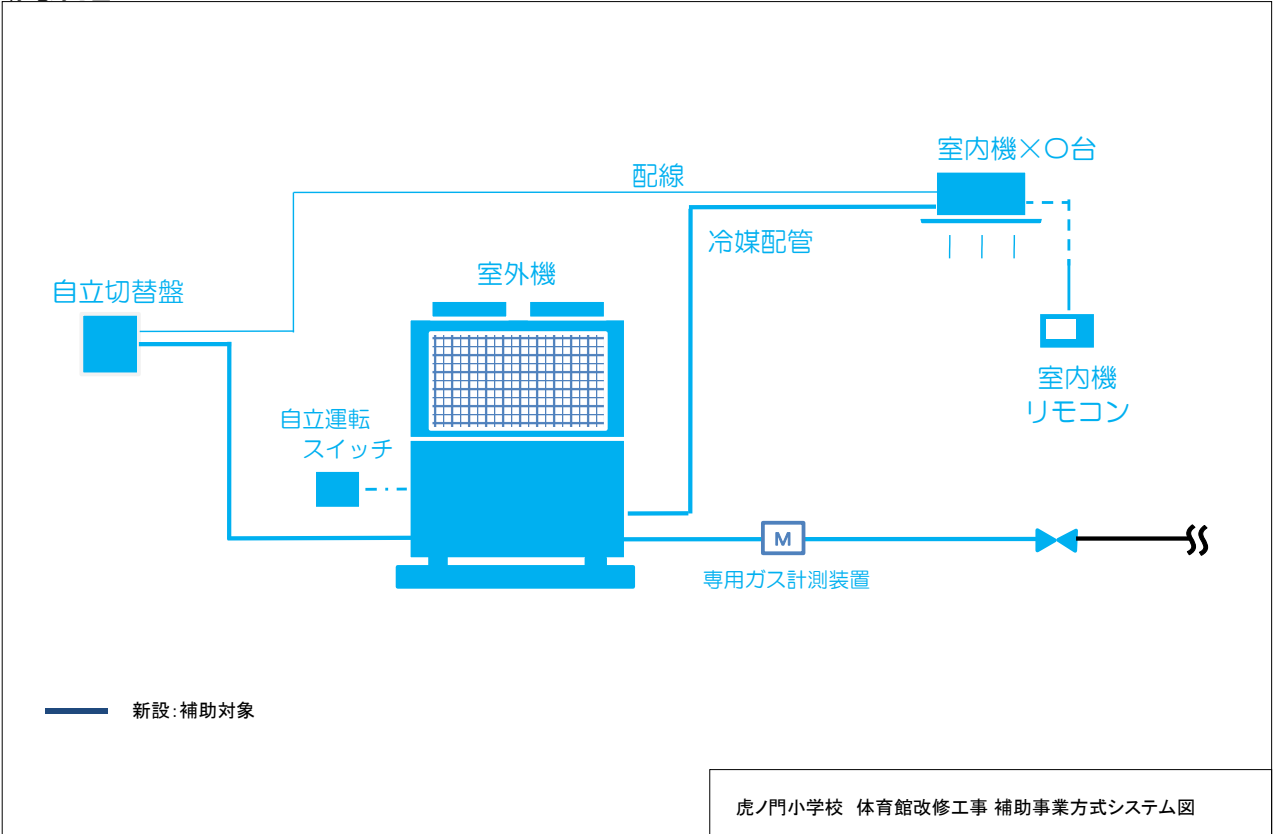 室内機×〇台
配線
冷媒配管
室外機
自立切替盤
室内機
リモコン
自立運転
スイッチ
M
専用ガス計測装置
新設:補助対象
虎ノ門小学校 体育館改修工事 補助事業方式システム図